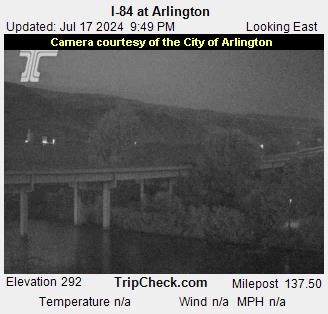 I-84 at Arlington
Updated: Jul 17 2024 9:49 PM Looking East
Camera courtesy of the City of Arlington
Elevation 292 TripCheck.com Milepost 137.50
Temperature n/a Wind n/a MPH n/a